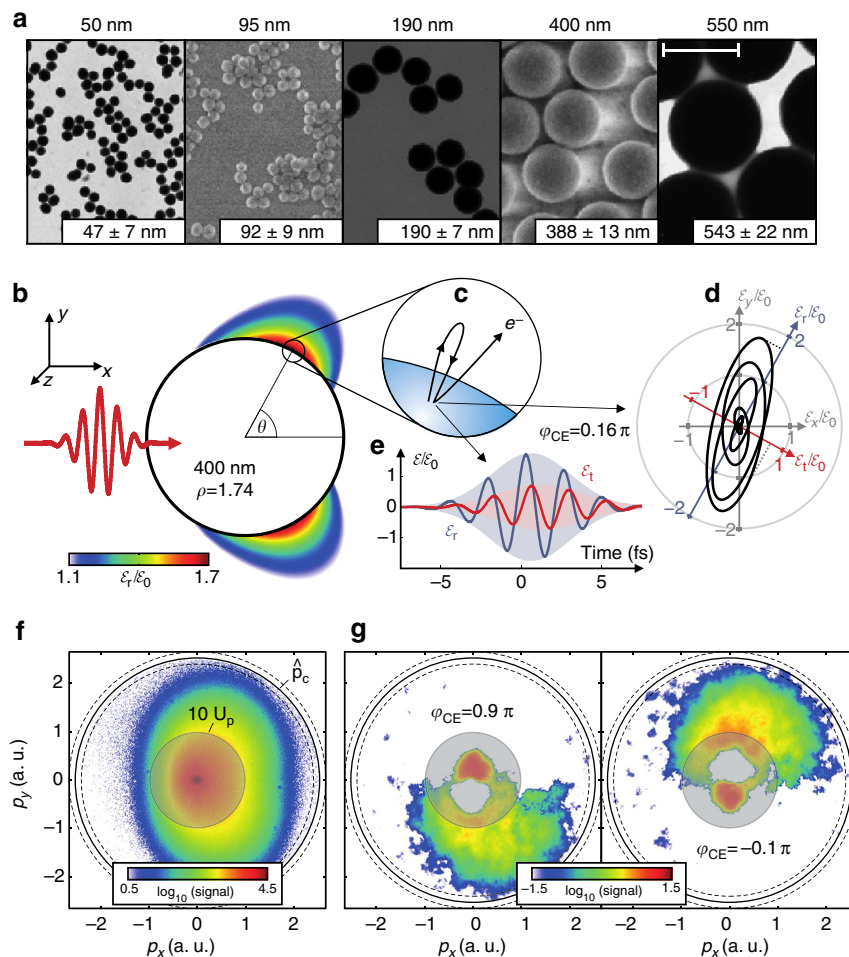 a
50 nm 95 nm 190 nm 400 nm 550 nm
47 ± 7 nm 92 ± 9 nm 190 ± 7 nm 388 ± 13 nm 543 ± 22 nm
b
y
x
z
θ
400 nm
ρ=1.74
1.1 ℰr/ℰ0 1.7
c
e−
φCE=0.16 π
d
ℰy/ℰ0
ℰr/ℰ0
2
2
−1
ℰx/ℰ0
−1
1
1
ℰt/ℰ0
−2
−2
e
ℰ/ℰ0
1
0
−1
ℰt
ℰr
Time (fs)
−5 0 5
f
p̂c
10 Up
2
1
0
−1
−2
py (a. u.)
0.5 log10 (signal) 4.5
−2 −1 0 1 2
px (a. u.)
g
φCE=0.9 π
φCE=−0.1 π
−1.5 log10 (signal) 1.5
−2 −1 0 1 2
px (a. u.)
−2 −1 0 1 2
px (a. u.)